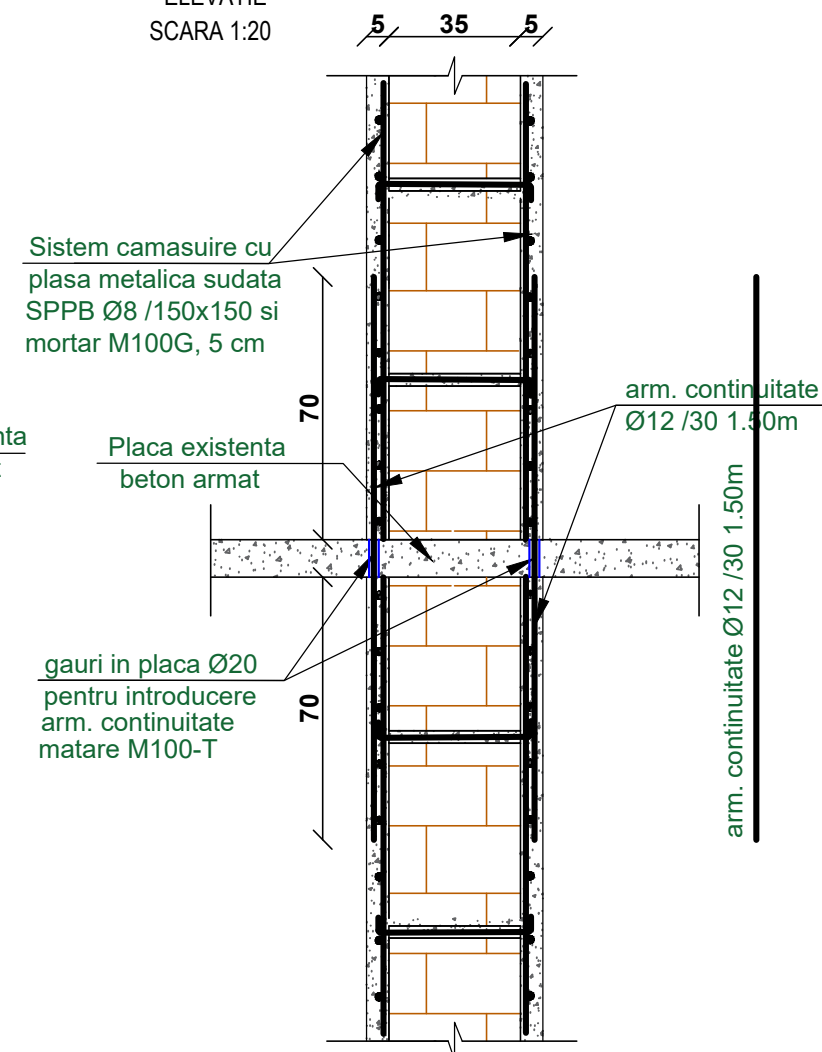 ELEVATIE
SCARA 1:20
5 35 5
Sistem camasuire cu
plasa metalica sudata
SPPB Ø8 /150x150 si
mortar M100G, 5 cm
70
arm. continuitate
Ø12 /30 1.50m
Placa existenta
beton armat
arm. continuitate Ø12 /30 1.50m
gauri in placa Ø20
pentru introducere
arm. continuitate
matare M100-T
70